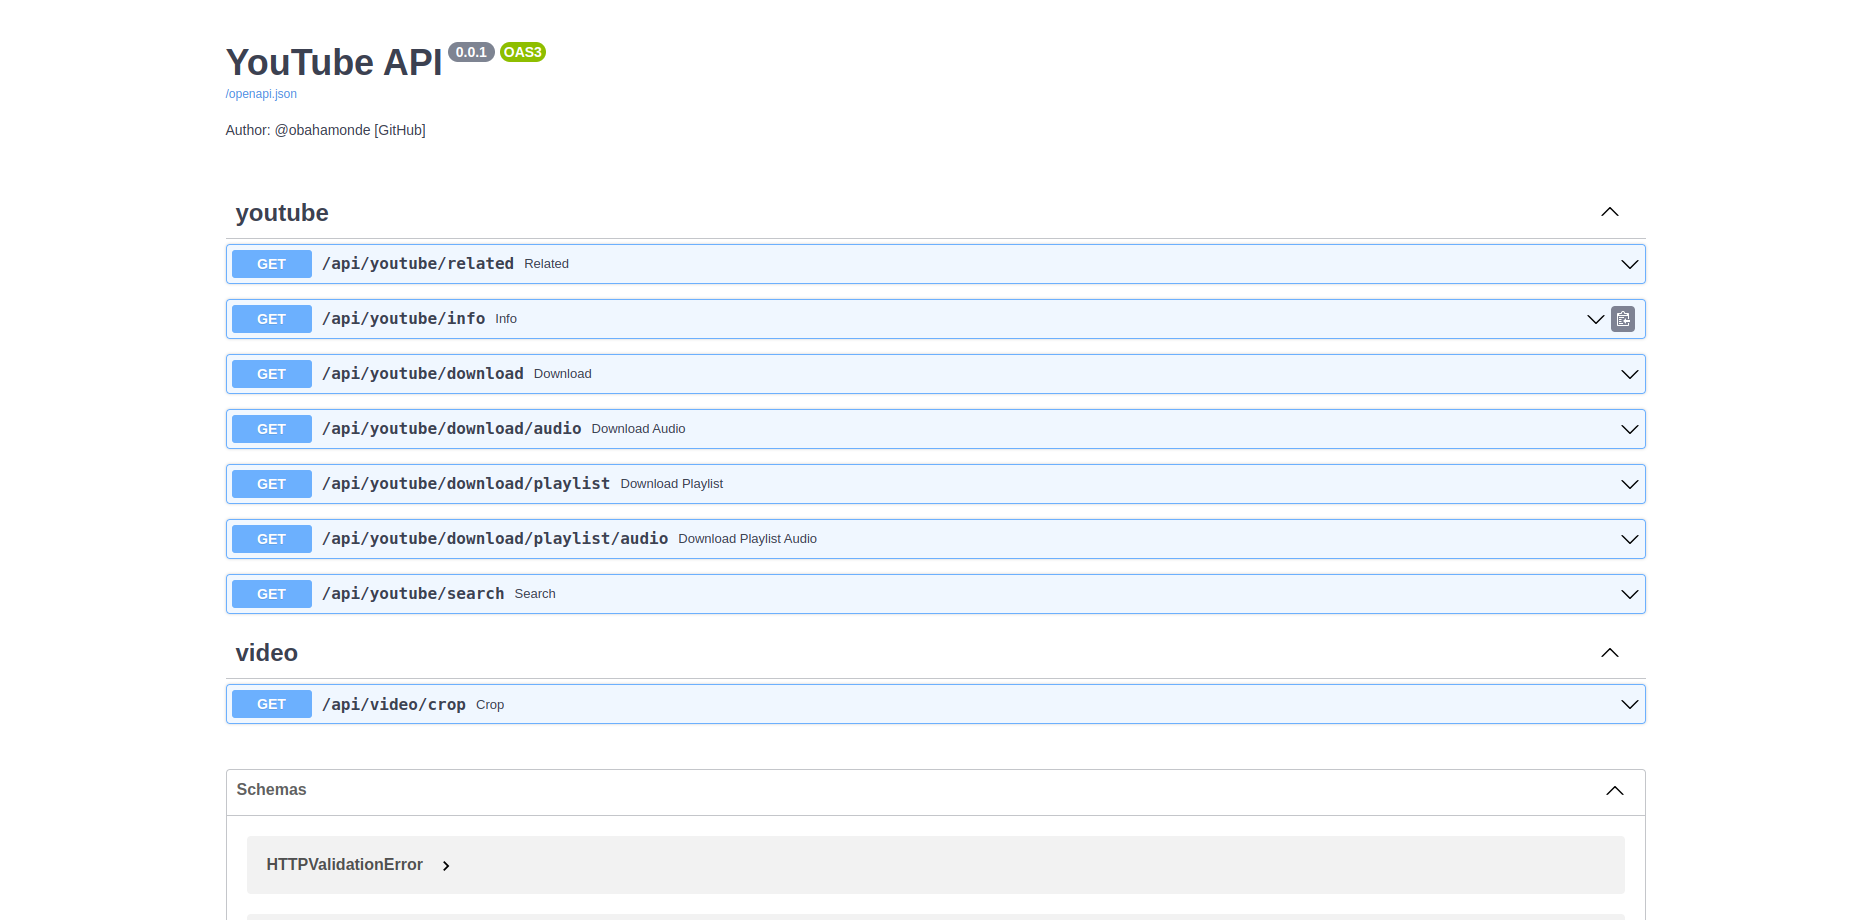 YouTube API 0.0.1 OAS3
/openapi.json
Author: @obahamonde [GitHub]
youtube
GET /api/youtube/related Related
GET /api/youtube/info Info
GET /api/youtube/download Download
GET /api/youtube/download/audio Download Audio
GET /api/youtube/download/playlist Download Playlist
GET /api/youtube/download/playlist/audio Download Playlist Audio
GET /api/youtube/search Search
video
GET /api/video/crop Crop
Schemas
HTTPValidationError